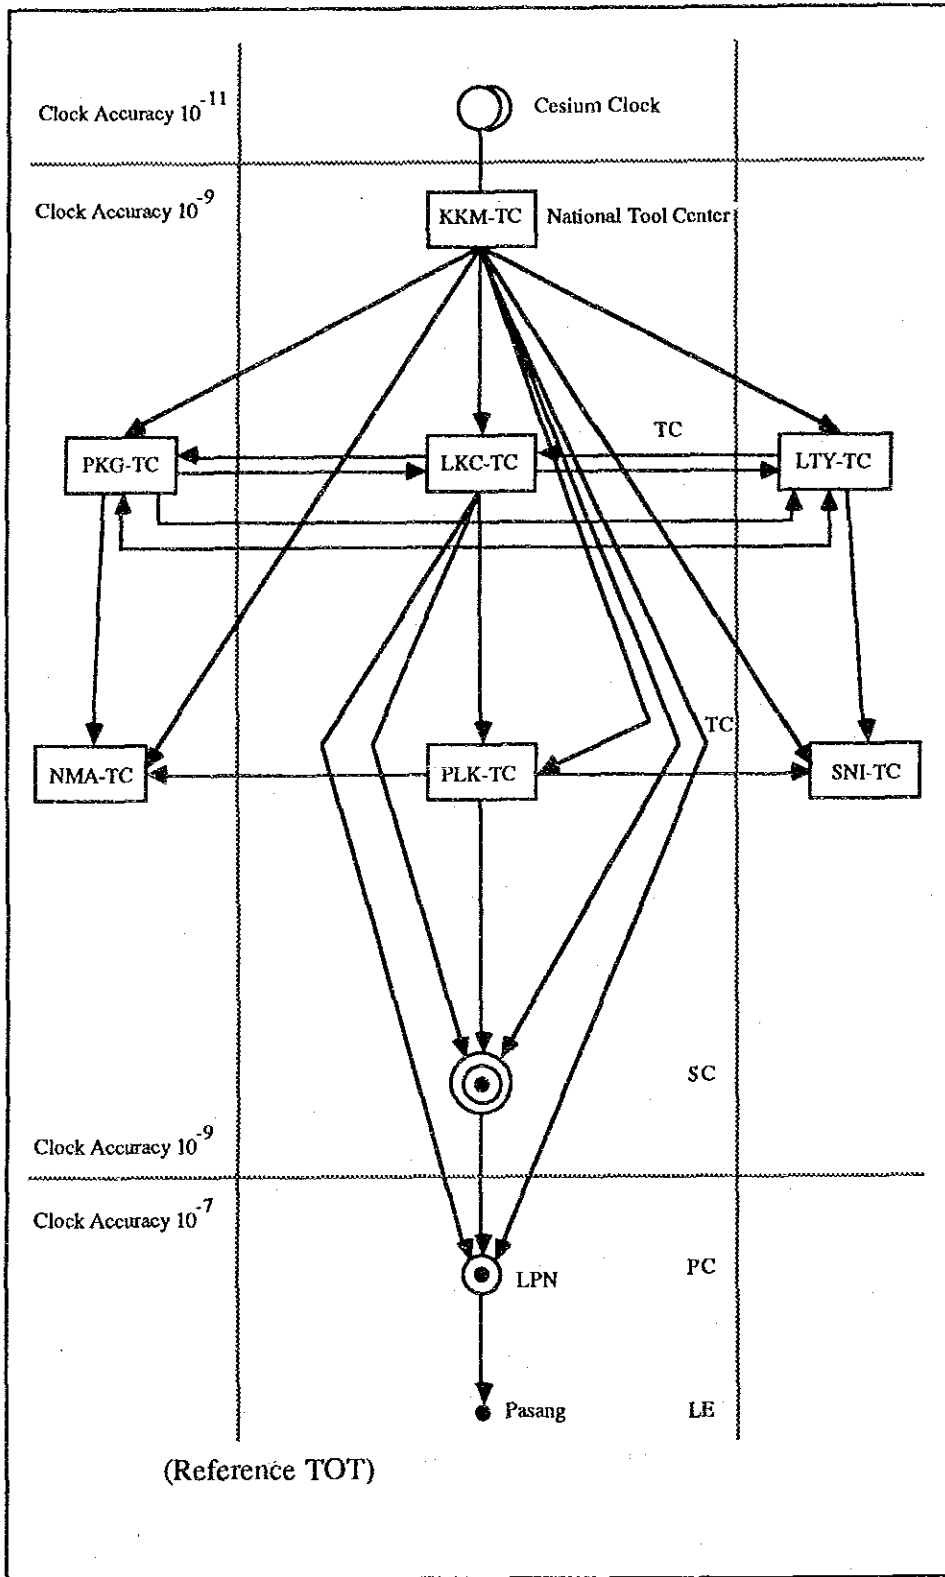 Clock Accuracy 10^-11
Cesium Clock
Clock Accuracy 10^-9
KKM-TC
National Tool Center
TC
PKG-TC
LKC-TC
LTY-TC
TC
NMA-TC
PLK-TC
SNI-TC
SC
Clock Accuracy 10^-9
Clock Accuracy 10^-7
LPN
PC
Pasang
LE
(Reference TOT)